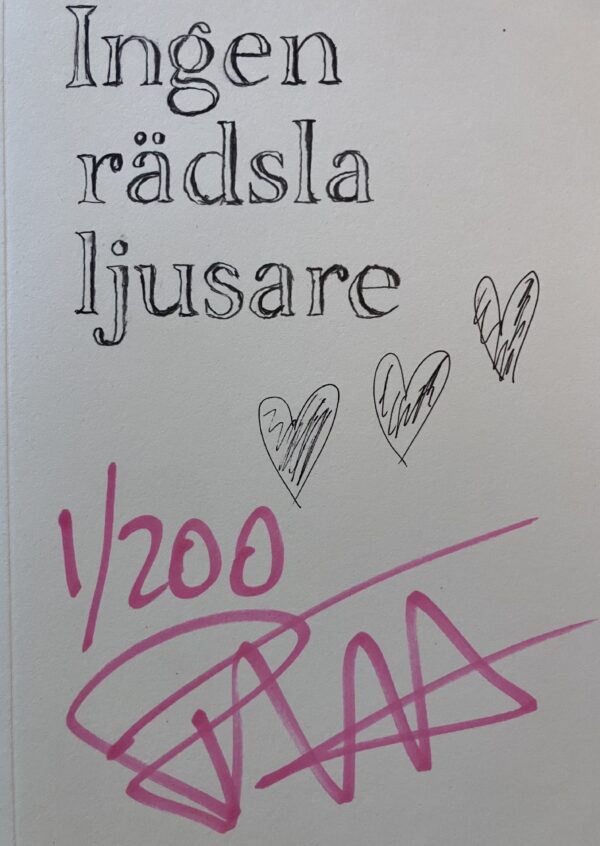 Ingen
rädsla
ljusare
1/200